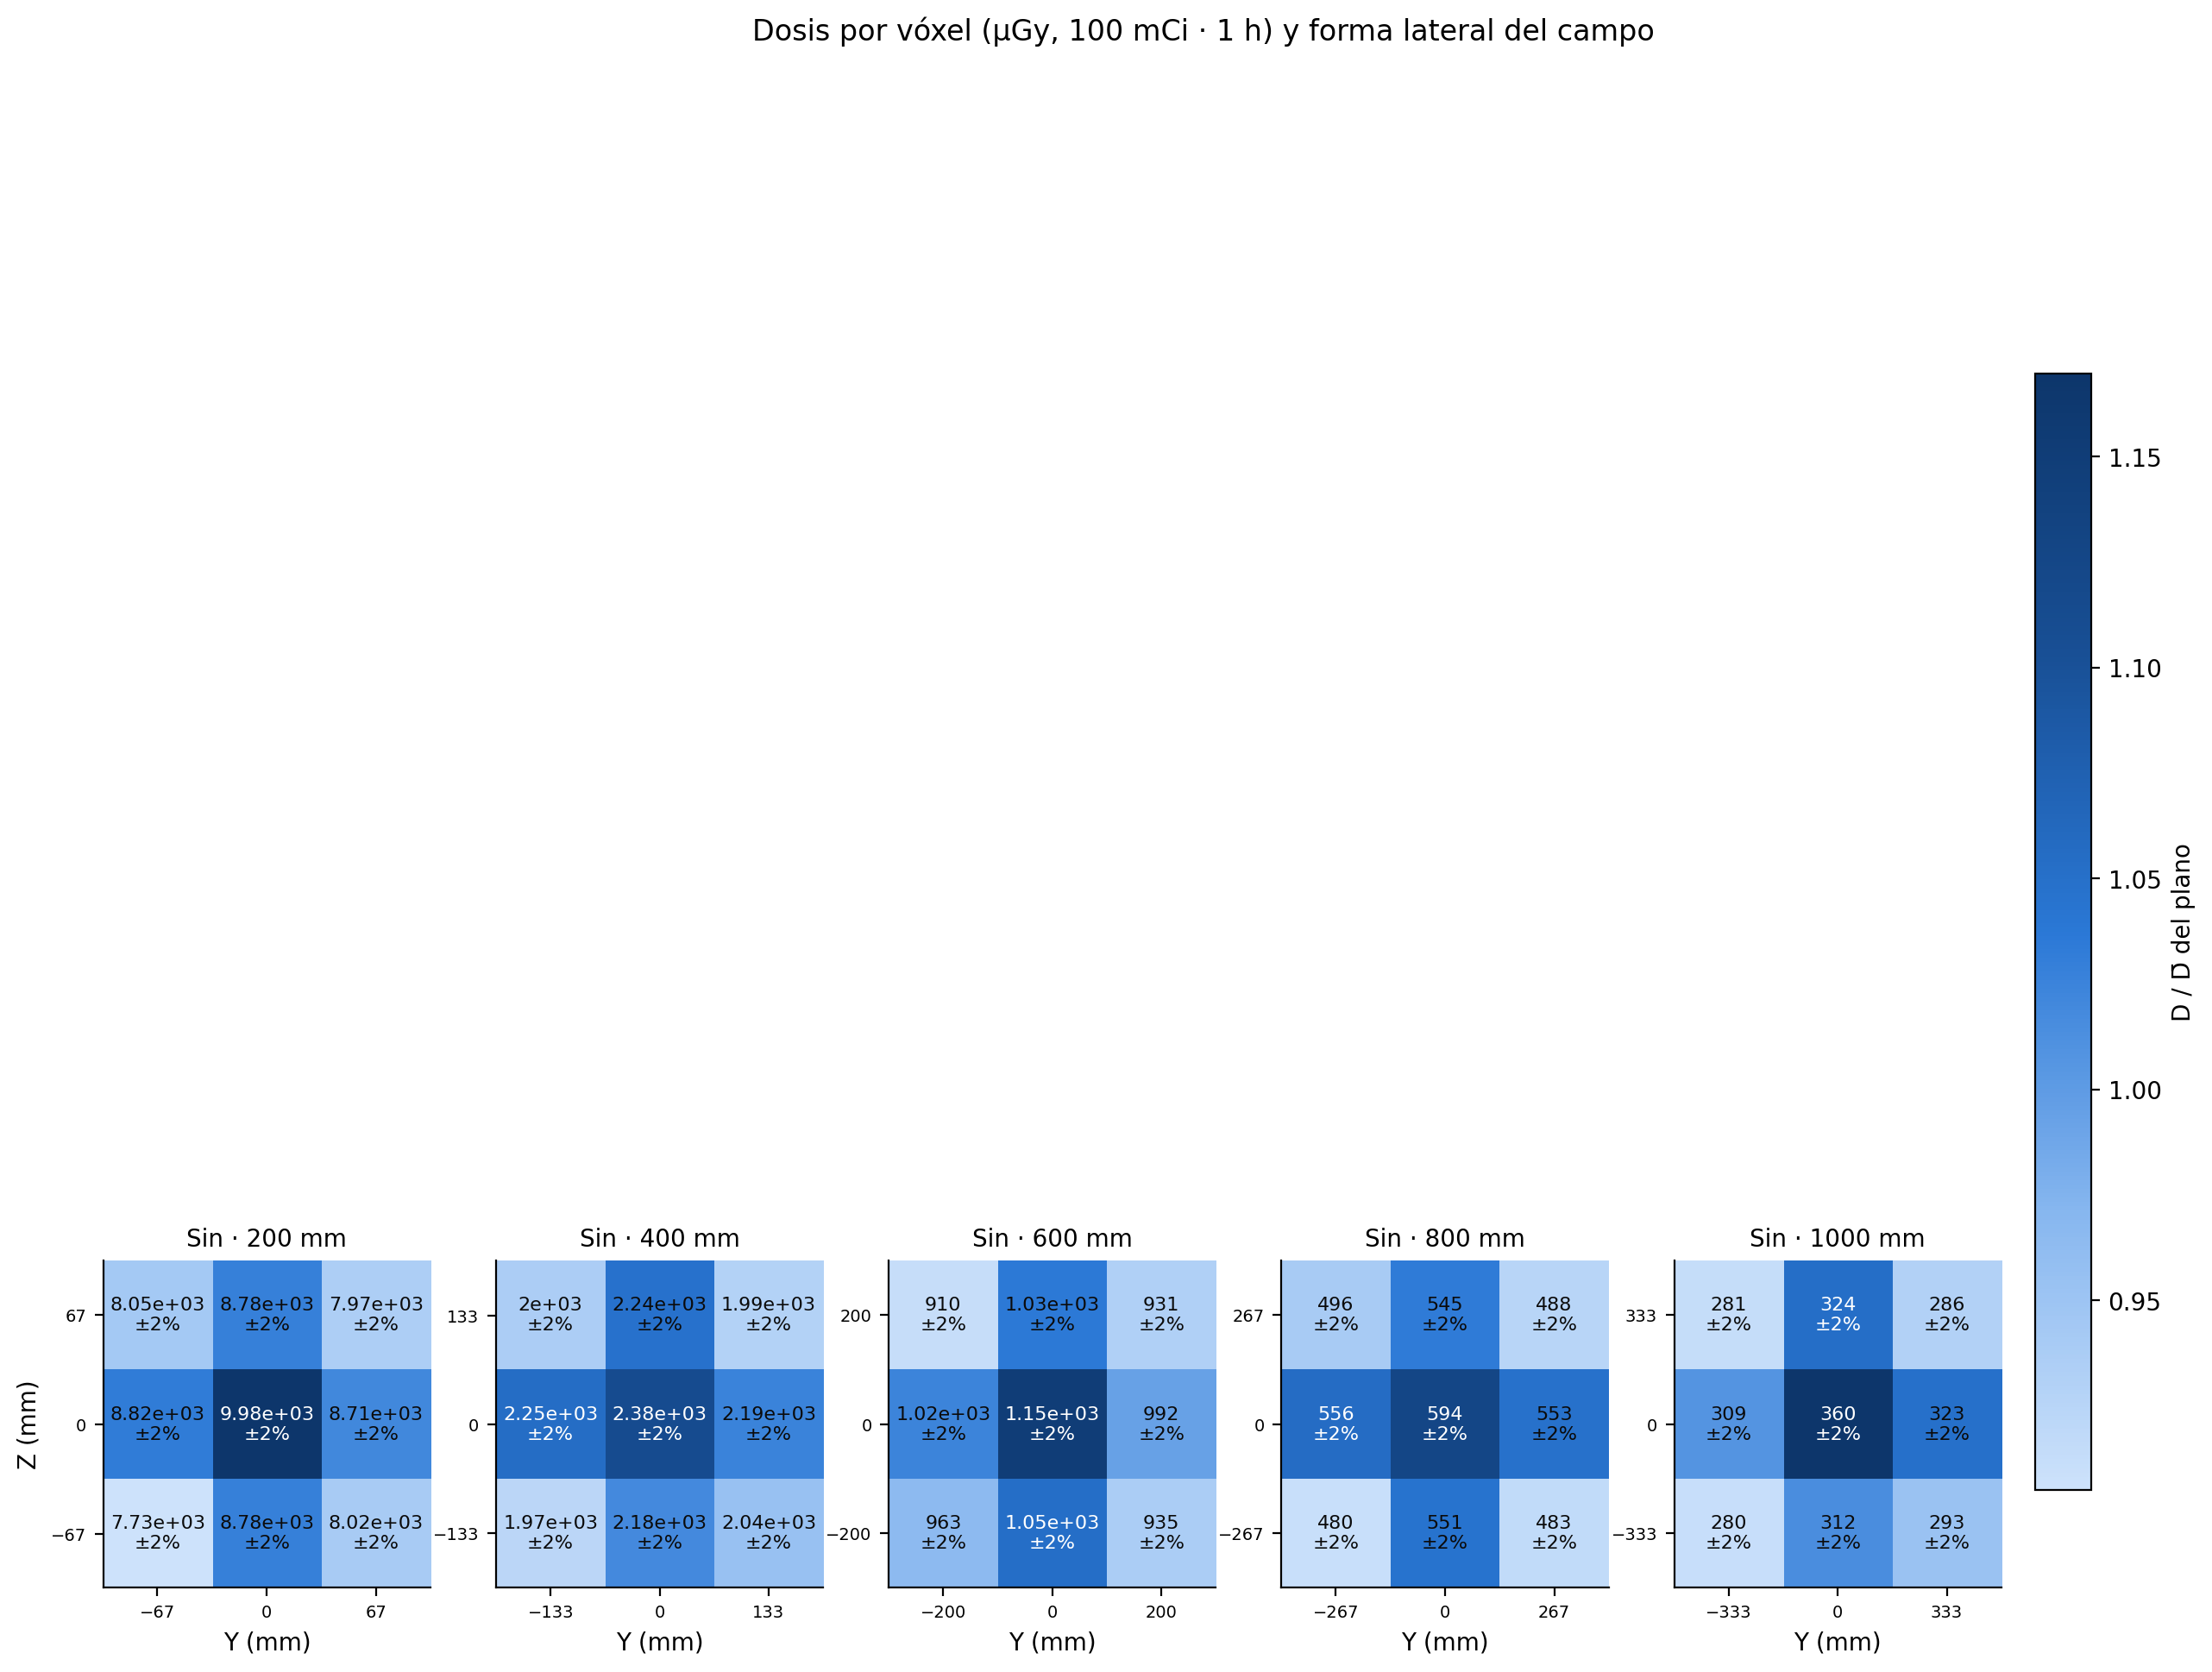 Dosis por vóxel (µGy, 100 mCi · 1 h) y forma lateral del campo
Sin · 200 mm
Z (mm)
67
0
−67
8.05e+03
±2%
8.78e+03
±2%
7.97e+03
±2%
8.82e+03
±2%
9.98e+03
±2%
8.71e+03
±2%
7.73e+03
±2%
8.78e+03
±2%
8.02e+03
±2%
−67
0
67
Y (mm)
Sin · 400 mm
133
0
−133
2e+03
±2%
2.24e+03
±2%
1.99e+03
±2%
2.25e+03
±2%
2.38e+03
±2%
2.19e+03
±2%
1.97e+03
±2%
2.18e+03
±2%
2.04e+03
±2%
−133
0
133
Y (mm)
Sin · 600 mm
200
0
−200
910
±2%
1.03e+03
±2%
931
±2%
1.02e+03
±2%
1.15e+03
±2%
992
±2%
963
±2%
1.05e+03
±2%
935
±2%
−200
0
200
Y (mm)
Sin · 800 mm
267
0
−267
496
±2%
545
±2%
488
±2%
556
±2%
594
±2%
553
±2%
480
±2%
551
±2%
483
±2%
−267
0
267
Y (mm)
Sin · 1000 mm
333
0
−333
281
±2%
324
±2%
286
±2%
309
±2%
360
±2%
323
±2%
280
±2%
312
±2%
293
±2%
−333
0
333
Y (mm)
1.15
1.10
1.05
1.00
0.95
D / D̄ del plano